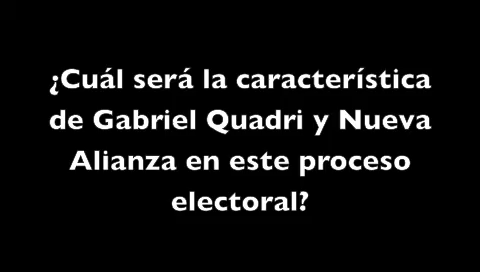 ¿Cuál será la característica
de Gabriel Quadri y Nueva
Alianza en este proceso
electoral?